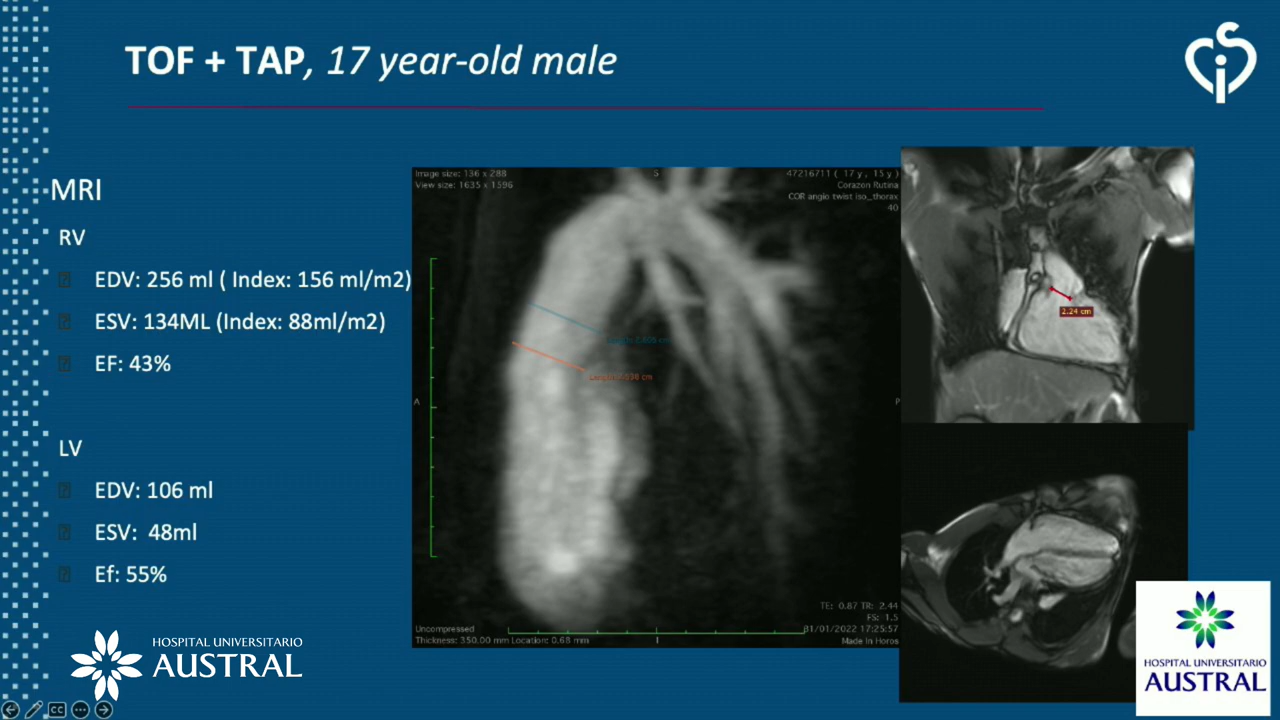 TOF + TAP, 17 year-old male
MRI
RV
EDV: 256 ml ( Index: 156 ml/m2)
ESV: 134ML (Index: 88ml/m2)
EF: 43%
LV
EDV: 106 ml
ESV: 48ml
Ef: 55%
Image size: 136 x 288
View size: 1635 x 1596
S
47216711 ( 17 y , 15 y )
Corazon Rutina
COR angio twist iso_thorax
40
A
P
2.24 cm
TE: 0.87 TR: 2.44
FS: 1.5
31/01/2022 17:25:57
Made In Horos
Uncompressed
Thickness: 350.00 mm Location: 0.68 mm
I
HOSPITAL UNIVERSITARIO
AUSTRAL
HOSPITAL UNIVERSITARIO
AUSTRAL
CC